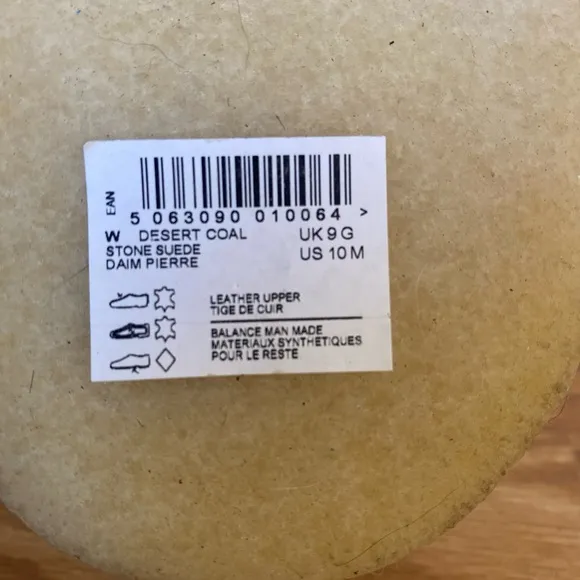 EAN
5 063090 010064 >
W DESERT COAL UK 9 G
STONE SUEDE US 10 M
DAIM PIERRE
LEATHER UPPER
TIGE DE CUIR
BALANCE MAN MADE
MATERIAUX SYNTHETIQUES
POUR LE RESTE